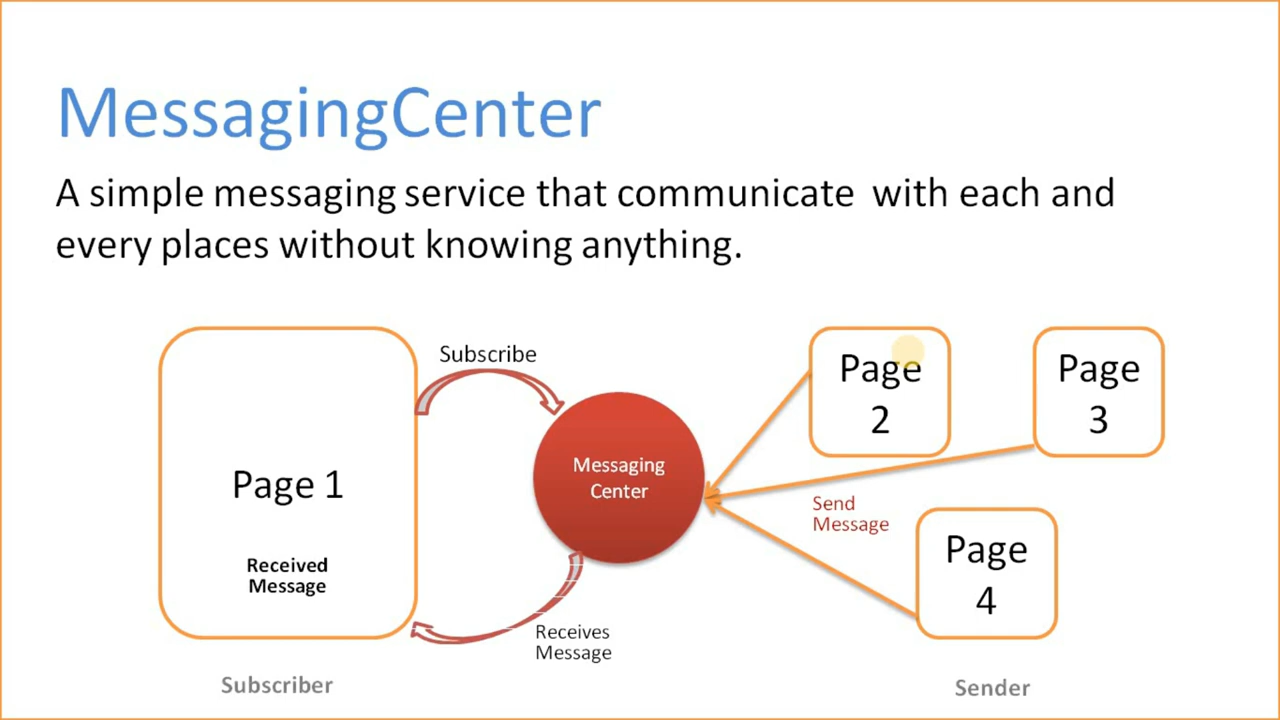 MessagingCenter
A simple messaging service that communicate with each and
every places without knowing anything.
Subscribe
Page 1
Received
Message
Messaging
Center
Receives
Message
Page
2
Page
3
Send
Message
Page
4
Subscriber
Sender